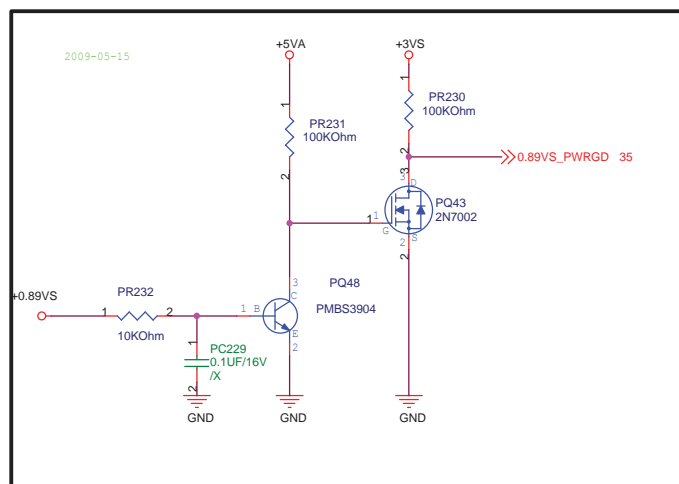 2009-05-15
+5VA
+3VS
1
PR231
100KOhm
2
1
PR230
100KOhm
2
0.89VS_PWRGD 35
3
3 D
PQ43
2N7002
1 1
G
S
2
2
+0.89VS
PR232
1 2
10KOhm
1 B
3
C
PQ48
PMBS3904
E
2
1
PC229
0.1UF/16V
/X
2
GND
GND
GND